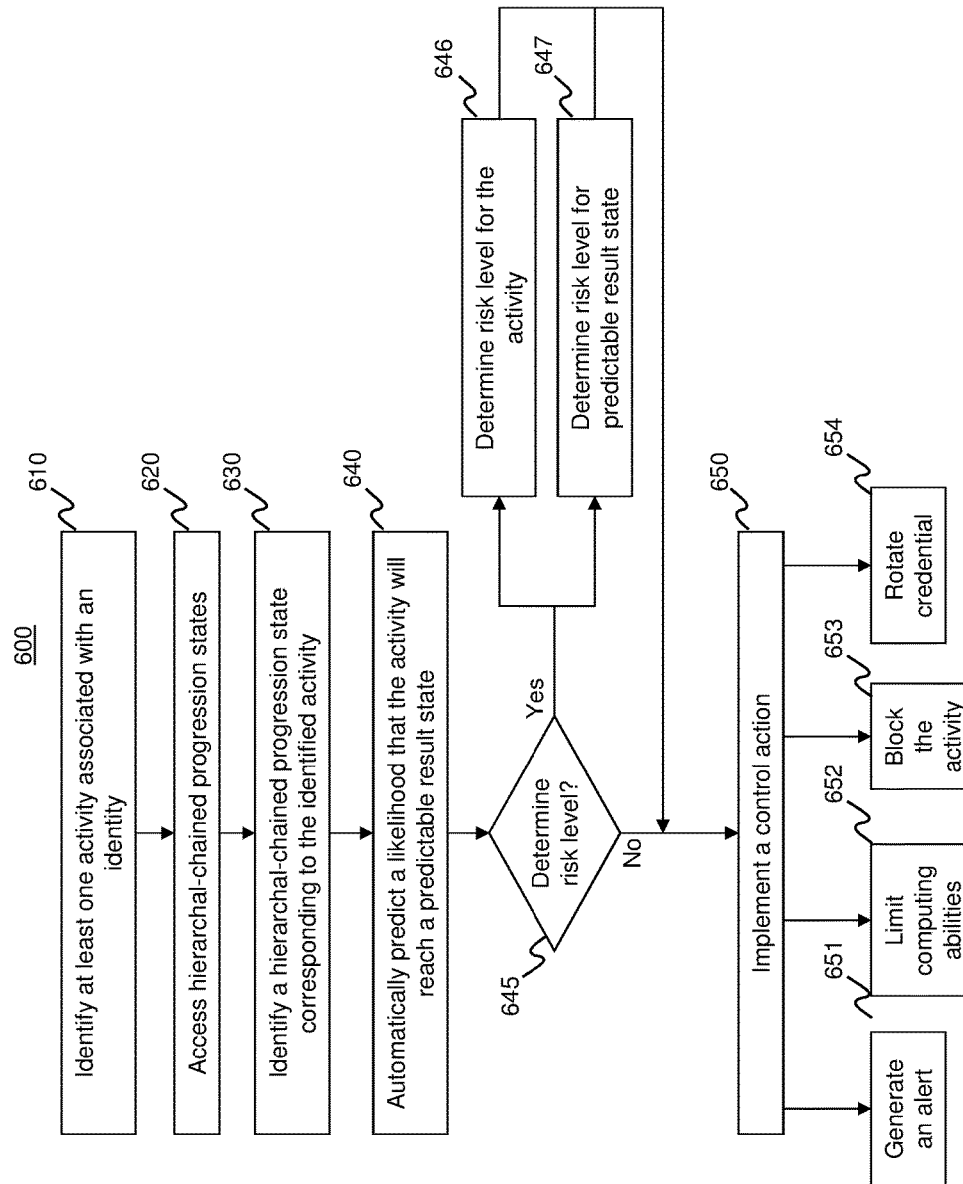 600
610
Identify at least one activity associated with an
identity
620
Access hierarchal-chained progression states
630
Identify a hierarchal-chained progression state
corresponding to the identified activity
640
Automatically predict a likelihood that the activity will
reach a predictable result state
645
Determine
risk level?
Yes
No
646
Determine risk level for the
activity
647
Determine risk level for
predictable result state
650
Implement a control action
651
Generate
an alert
652
Limit
computing
abilities
653
Block
the
activity
654
Rotate
credential